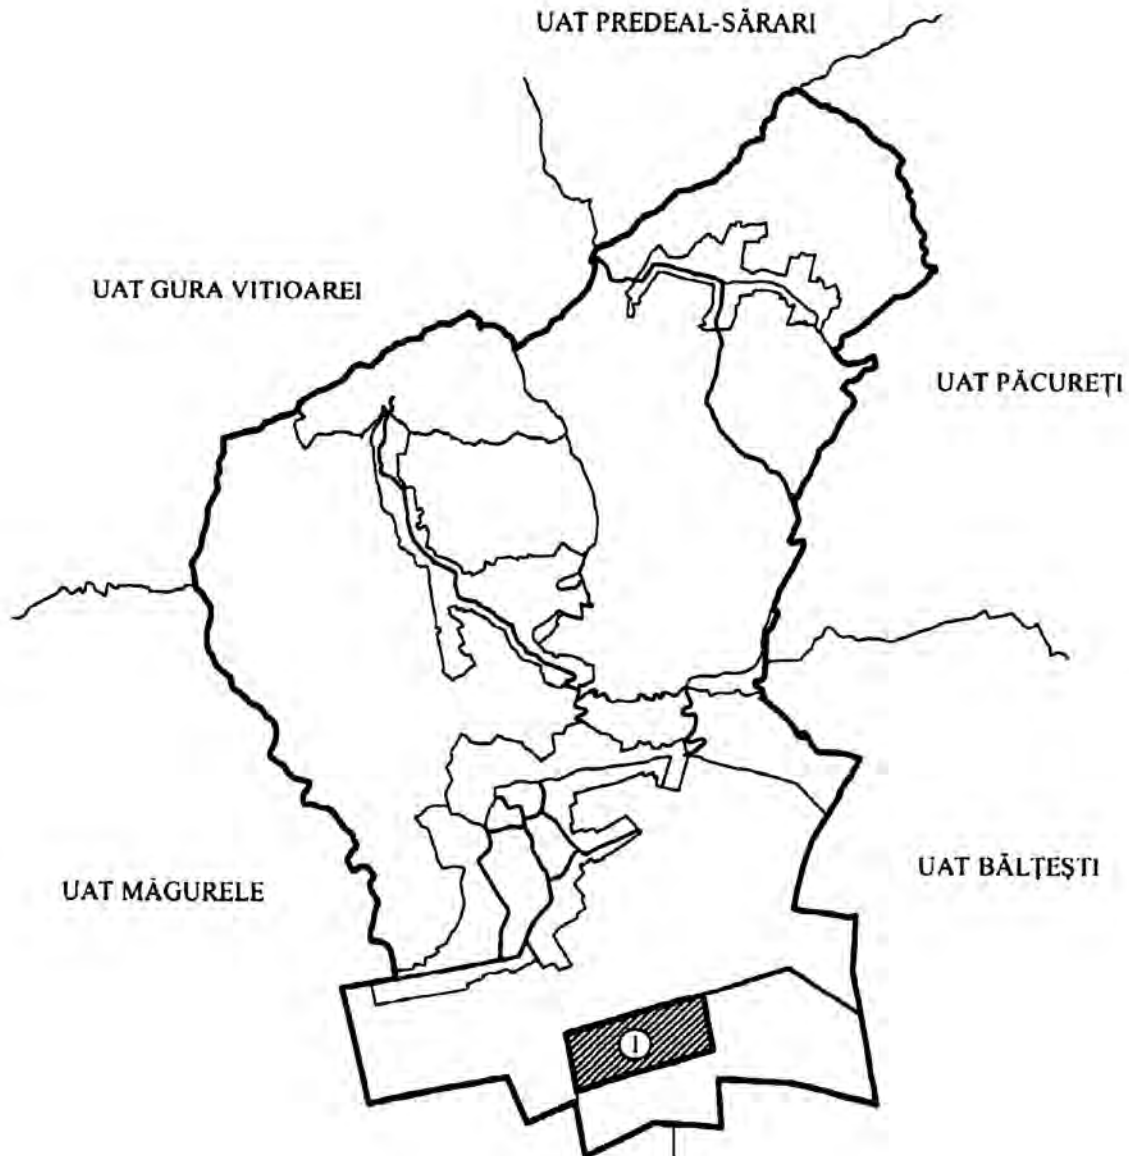 UAT PREDEAL-SĂRARI
UAT GURA VITIOAREI
UAT PĂCUREȚI
UAT BĂLȚEȘTI
UAT MĂGURELE
1